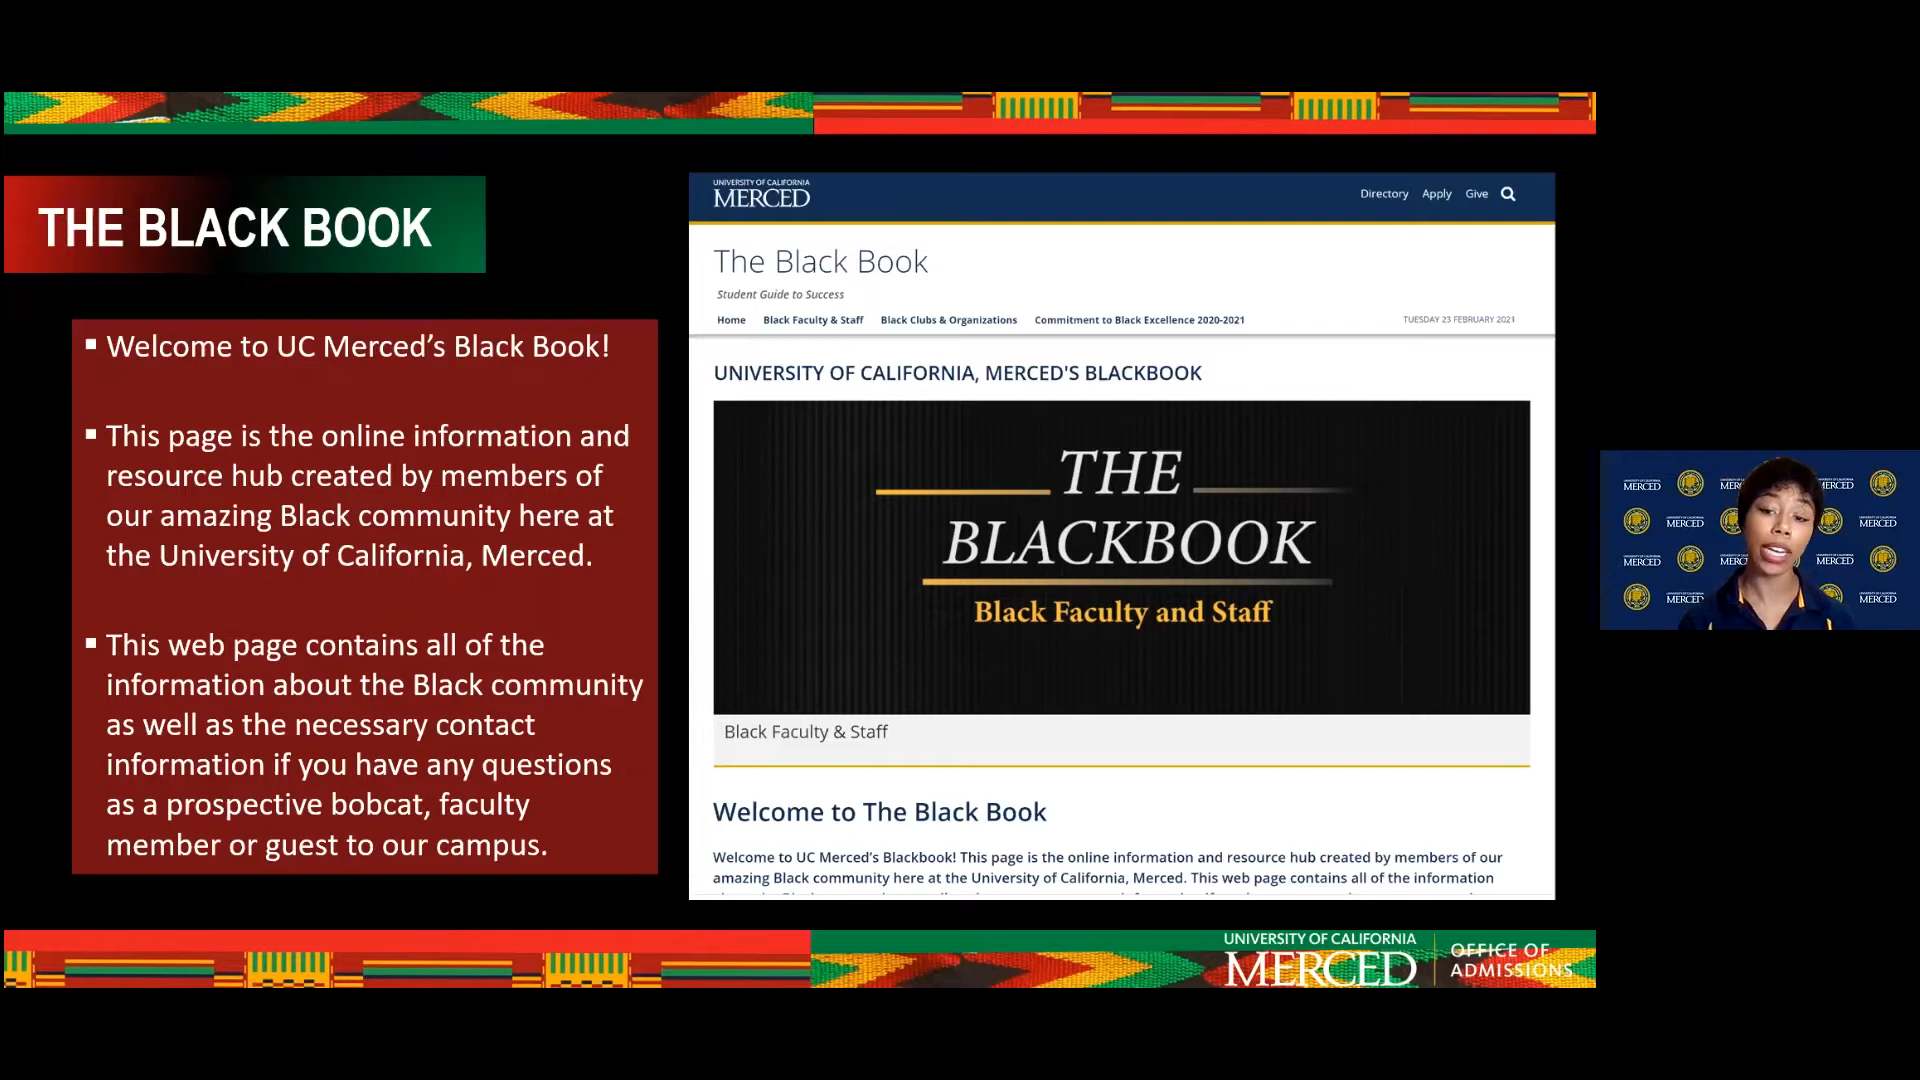 THE BLACK BOOK
Welcome to UC Merced’s Black Book!
This page is the online information and
resource hub created by members of
our amazing Black community here at
the University of California, Merced.
This web page contains all of the
information about the Black community
as well as the necessary contact
information if you have any questions
as a prospective bobcat, faculty
member or guest to our campus.
UNIVERSITY OF CALIFORNIA
MERCED
Directory Apply Give
The Black Book
Student Guide to Success
Home Black Faculty & Staff Black Clubs & Organizations Commitment to Black Excellence 2020-2021
TUESDAY 23 FEBRUARY 2021
UNIVERSITY OF CALIFORNIA, MERCED'S BLACKBOOK
THE
BLACKBOOK
Black Faculty and Staff
Black Faculty & Staff
Welcome to The Black Book
Welcome to UC Merced’s Blackbook! This page is the online information and resource hub created by members of our
amazing Black community here at the University of California, Merced. This web page contains all of the information
UNIVERSITY OF CALIFORNIA
MERCED
OFFICE OF
ADMISSIONS
MERCED
MERCED
MERCED
MERCED
MERCED
MERCED
MERCED
MERCED